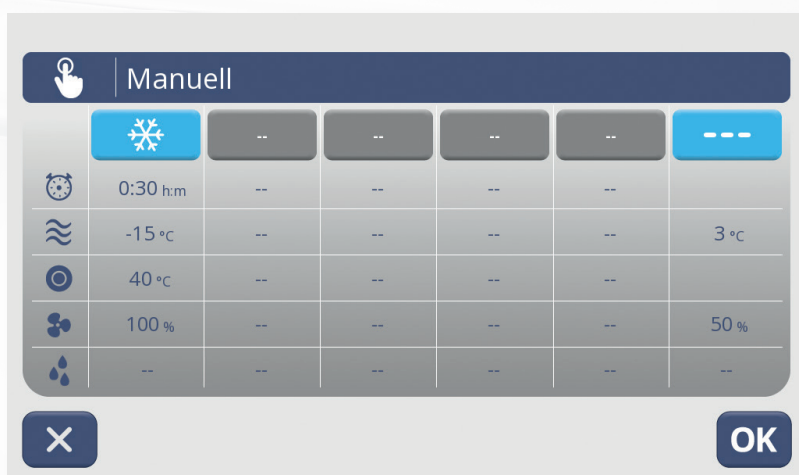 Manuell
-- -- -- -- ---
0:30 h:m -- -- -- --
-15 °C -- -- -- -- 3 °C
40 °C -- -- -- --
100 % -- -- -- -- 50 %
-- -- -- -- -- --
OK